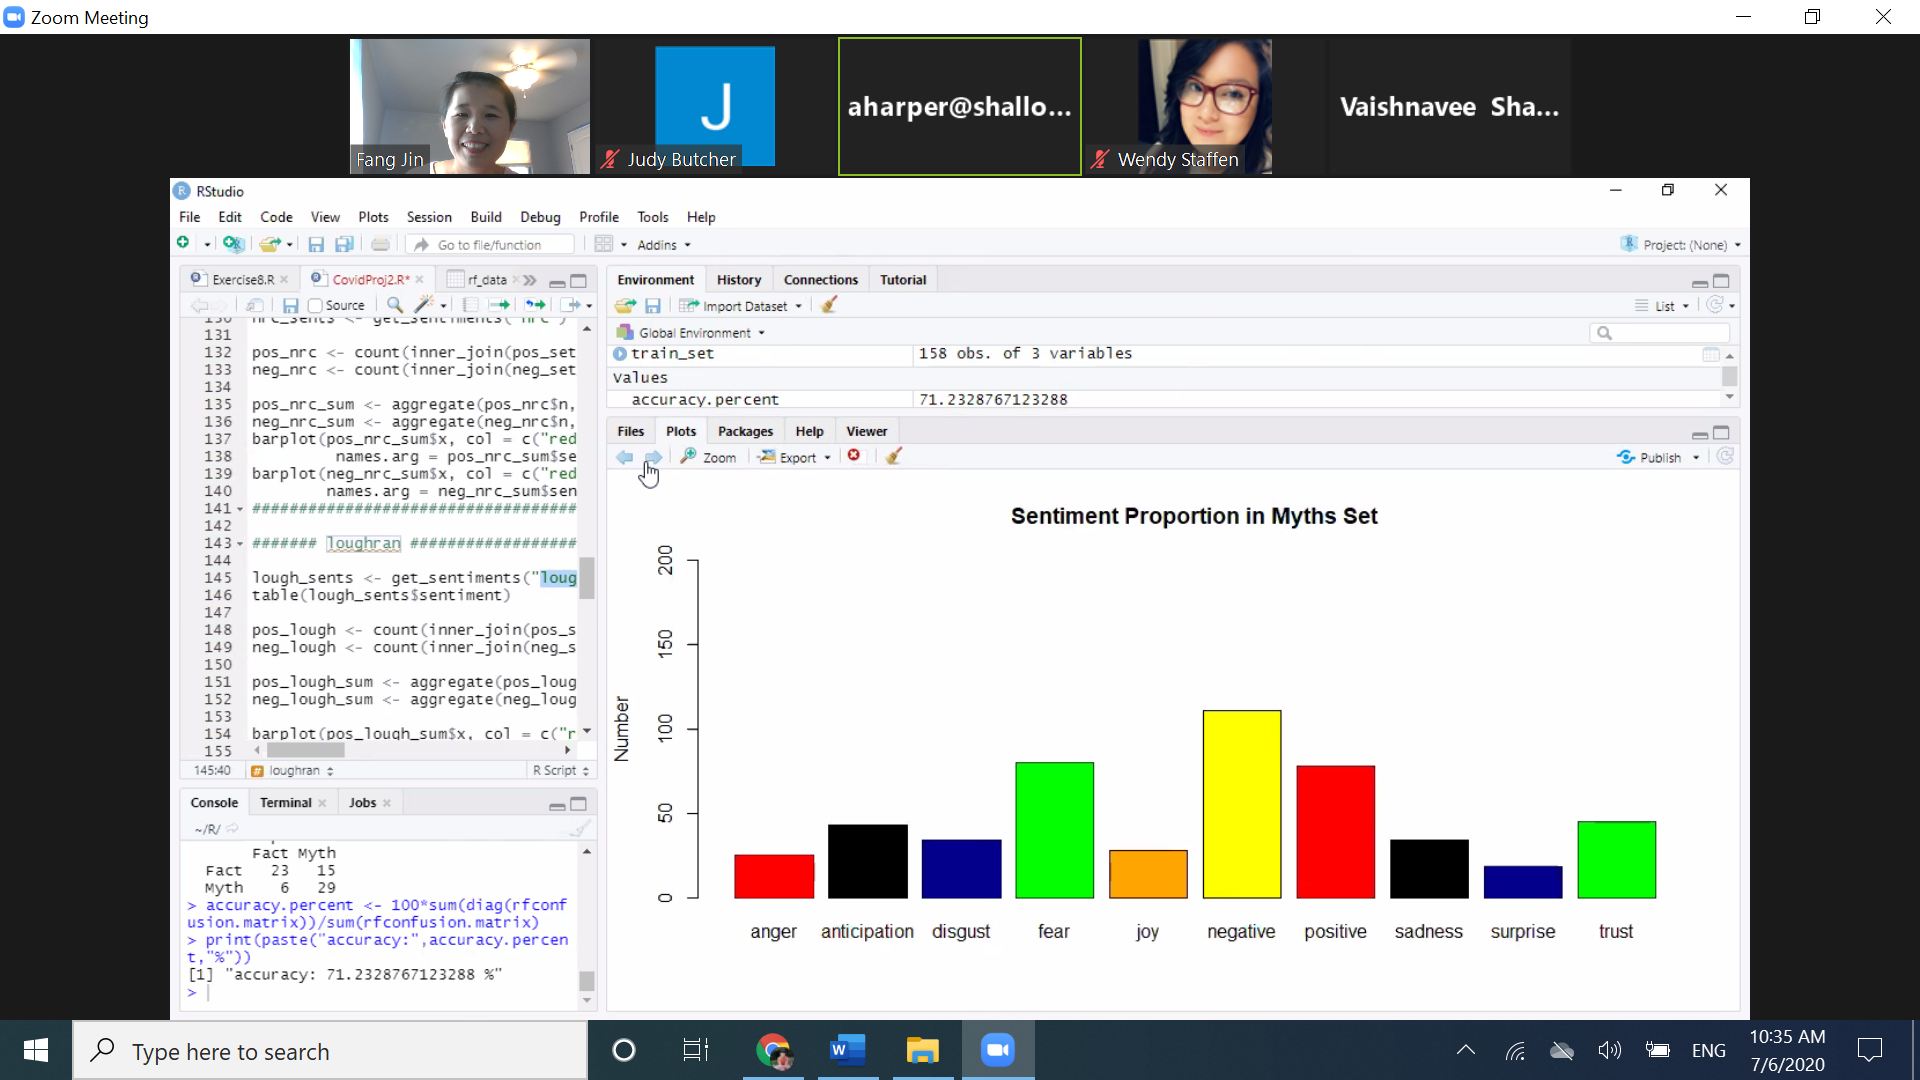 Zoom Meeting
Fang Jin
J
Judy Butcher
aharper@shallo...
Wendy Staffen
Vaishnavee Sha...
RStudio
File Edit Code View Plots Session Build Debug Profile Tools Help
Go to file/function Addins Project: (None)
Exercise8.R CovidProj2.R* rf_data
Source
131
132 pos_nrc <- count(inner_join(pos_set
133 neg_nrc <- count(inner_join(neg_set
134
135 pos_nrc_sum <- aggregate(pos_nrc$n,
136 neg_nrc_sum <- aggregate(neg_nrc$n,
137 barplot(pos_nrc_sum$x, col = c("red
138 names.arg = pos_nrc_sum$se
139 barplot(neg_nrc_sum$x, col = c("red
140 names.arg = neg_nrc_sum$sen
141 ##################################
142
143 ####### loughran ##################
144
145 lough_sents <- get_sentiments("loug
146 table(lough_sents$sentiment)
147
148 pos_lough <- count(inner_join(pos_s
149 neg_lough <- count(inner_join(neg_s
150
151 pos_lough_sum <- aggregate(pos_loug
152 neg_lough_sum <- aggregate(neg_loug
153
154 barplot(pos_lough_sum$x, col = c("r
155
145:40 # loughran R Script
Console Terminal Jobs
~/R/
Fact Myth
Fact 23 15
Myth 6 29
> accuracy.percent <- 100*sum(diag(rfconf
usion.matrix))/sum(rfconfusion.matrix)
> print(paste("accuracy:",accuracy.percen
t,"%"))
[1] "accuracy: 71.2328767123288 %"
>
Environment History Connections Tutorial
Import Dataset List
Global Environment
train_set 158 obs. of 3 variables
values
accuracy.percent 71.2328767123288
Files Plots Packages Help Viewer
Zoom Export Publish
Sentiment Proportion in Myths Set
Number
200
150
100
50
0
anger anticipation disgust fear joy negative positive sadness surprise trust
Type here to search
W
ENG
10:35 AM
7/6/2020